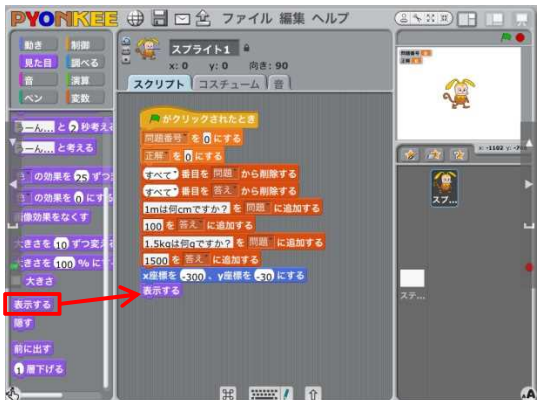 PYONKEE ファイル 編集 ヘルプ
動き 制御
見た目 調べる
音 演算
ペン 変数
スプライト1
x: 0 y: 0 向き: 90
スクリプト コスチューム 音
うーん... と 2 秒考え
うーん... と考える
の効果を 25 ずつ
の効果を 0 にす
画像効果をなくす
大きさを 10 ずつ変え
大きさを 100 % に
大きさ
表示する
隠す
前に出す
1 層下げる
がクリックされたとき
問題番号 を 0 にする
正解 を 0 にする
すべて 番目を 問題 から削除する
すべて 番目を 答え から削除する
1mは何cmですか? を 問題 に追加する
100 を 答え に追加する
1.5kgは何gですか? を 問題 に追加する
1500 を 答え に追加する
x座標を -300 、y座標を -30 にする
表示する
問題番号
正解
スプ...
ステ...